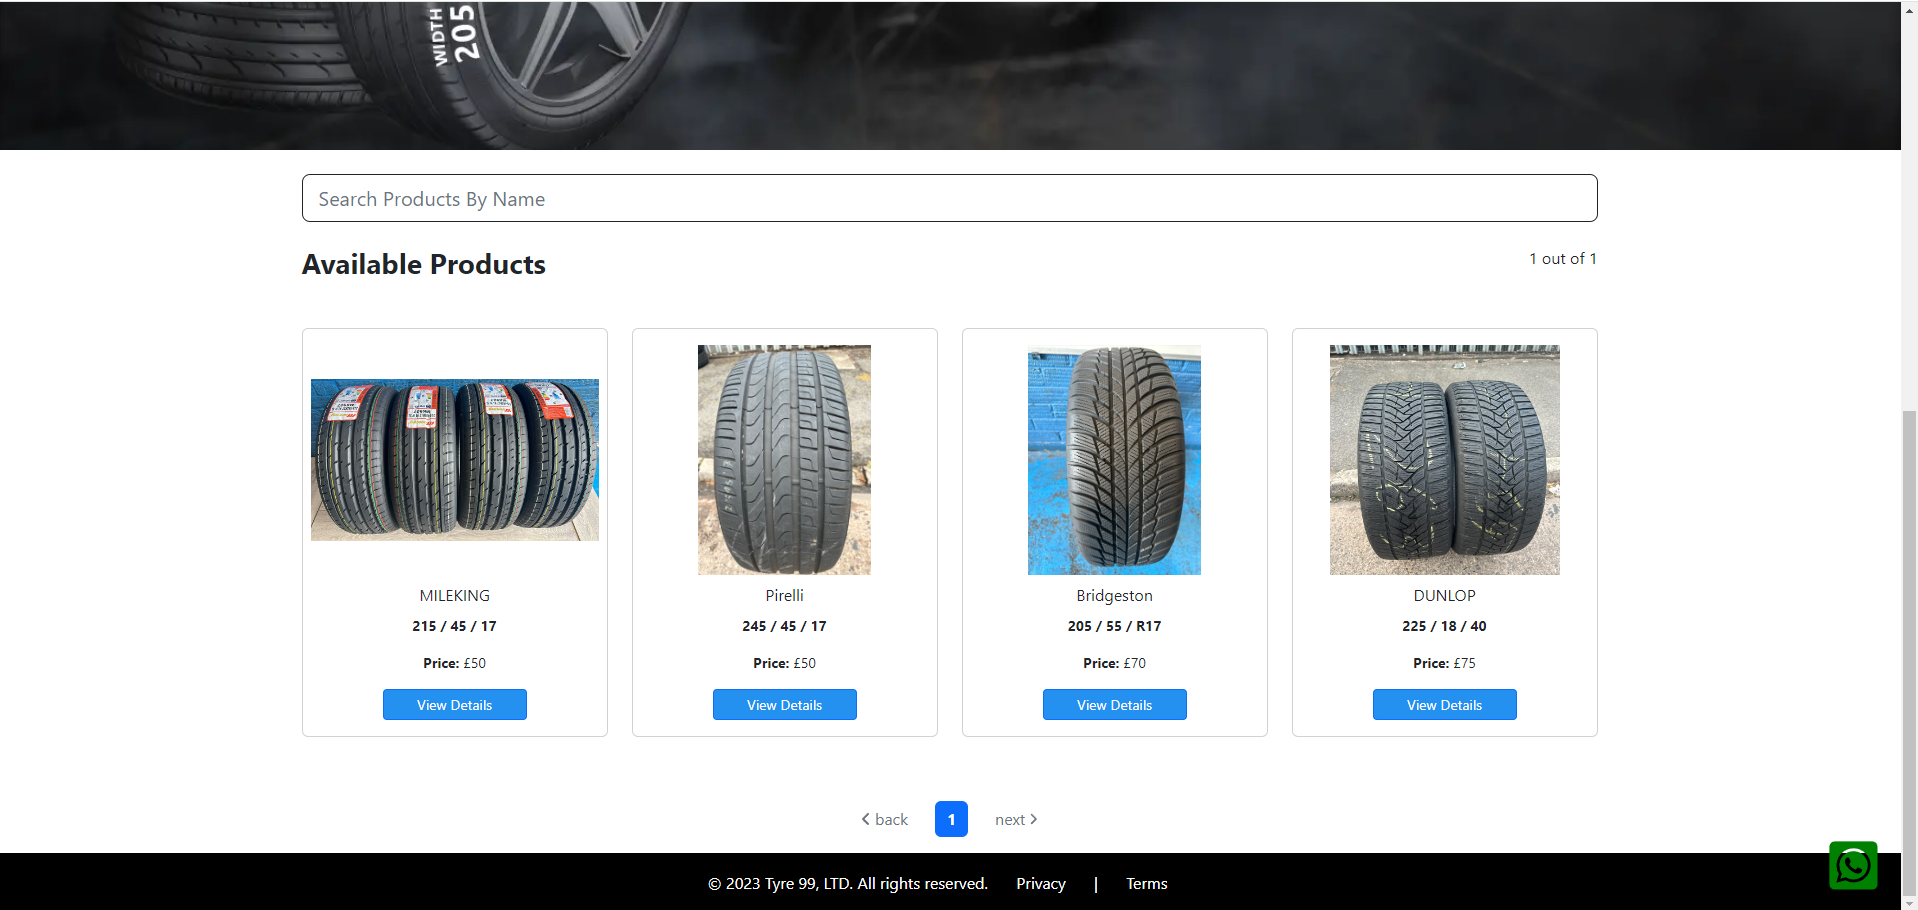 WIDTH
205
Search Products By Name
Available Products
1 out of 1
MILEKING
215 / 45 / 17
Price: £50
View Details
Pirelli
245 / 45 / 17
Price: £50
View Details
Bridgeston
205 / 55 / R17
Price: £70
View Details
DUNLOP
225 / 18 / 40
Price: £75
View Details
back
1
next
© 2023 Tyre 99, LTD. All rights reserved. Privacy | Terms